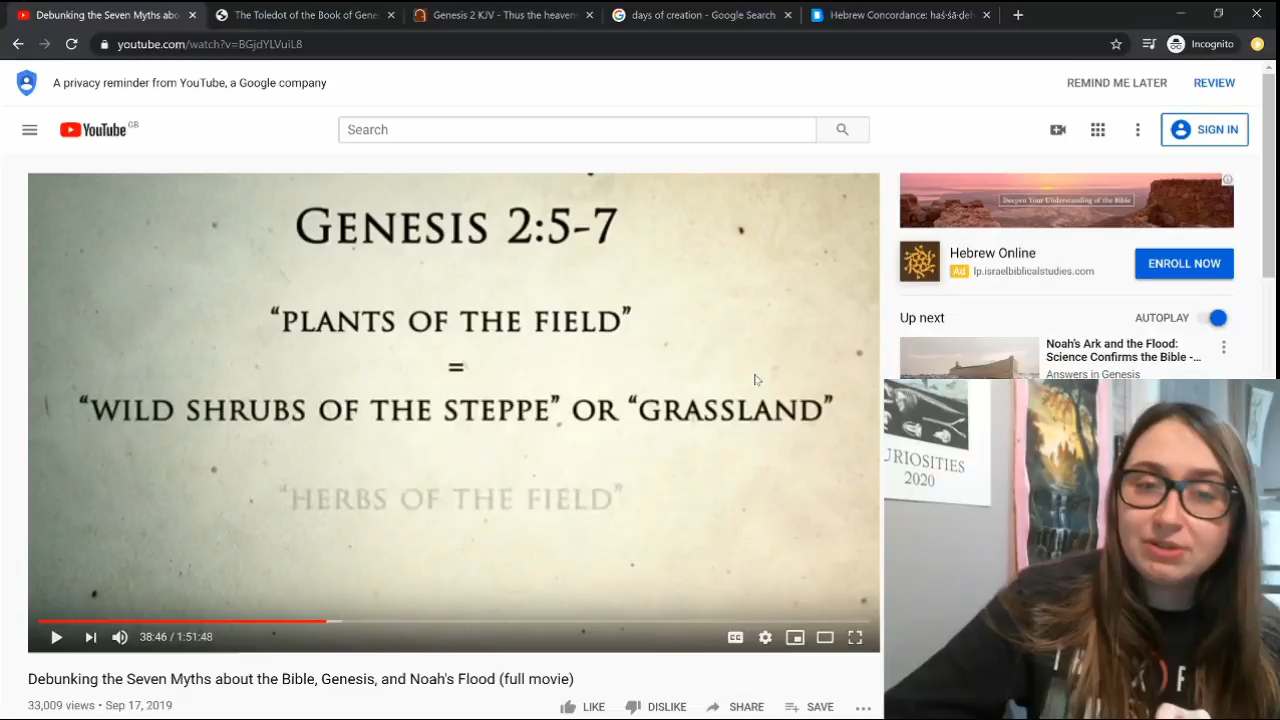 Debunking the Seven Myths abo
The Toledot of the Book of Gene
Genesis 2 KJV - Thus the heaven
days of creation - Google Search
Hebrew Concordance: haś·śā·ḏeh
youtube.com/watch?v=BGjdYLVuiL8
Incognito
A privacy reminder from YouTube, a Google company
REMIND ME LATER
REVIEW
YouTube GB
Search
SIGN IN
GENESIS 2:5-7
“PLANTS OF THE FIELD”
=
“WILD SHRUBS OF THE STEPPE” OR “GRASSLAND”
“HERBS OF THE FIELD”
38:46 / 1:51:48
Debunking the Seven Myths about the Bible, Genesis, and Noah's Flood (full movie)
33,009 views • Sep 17, 2019
LIKE
DISLIKE
SHARE
SAVE
Deepen Your Understanding of the Bible
Hebrew Online
Ad lp.israelbiblicalstudies.com
ENROLL NOW
Up next
AUTOPLAY
Noah's Ark and the Flood:
Science Confirms the Bible -...
Answers in Genesis
URIOSITIES
2020